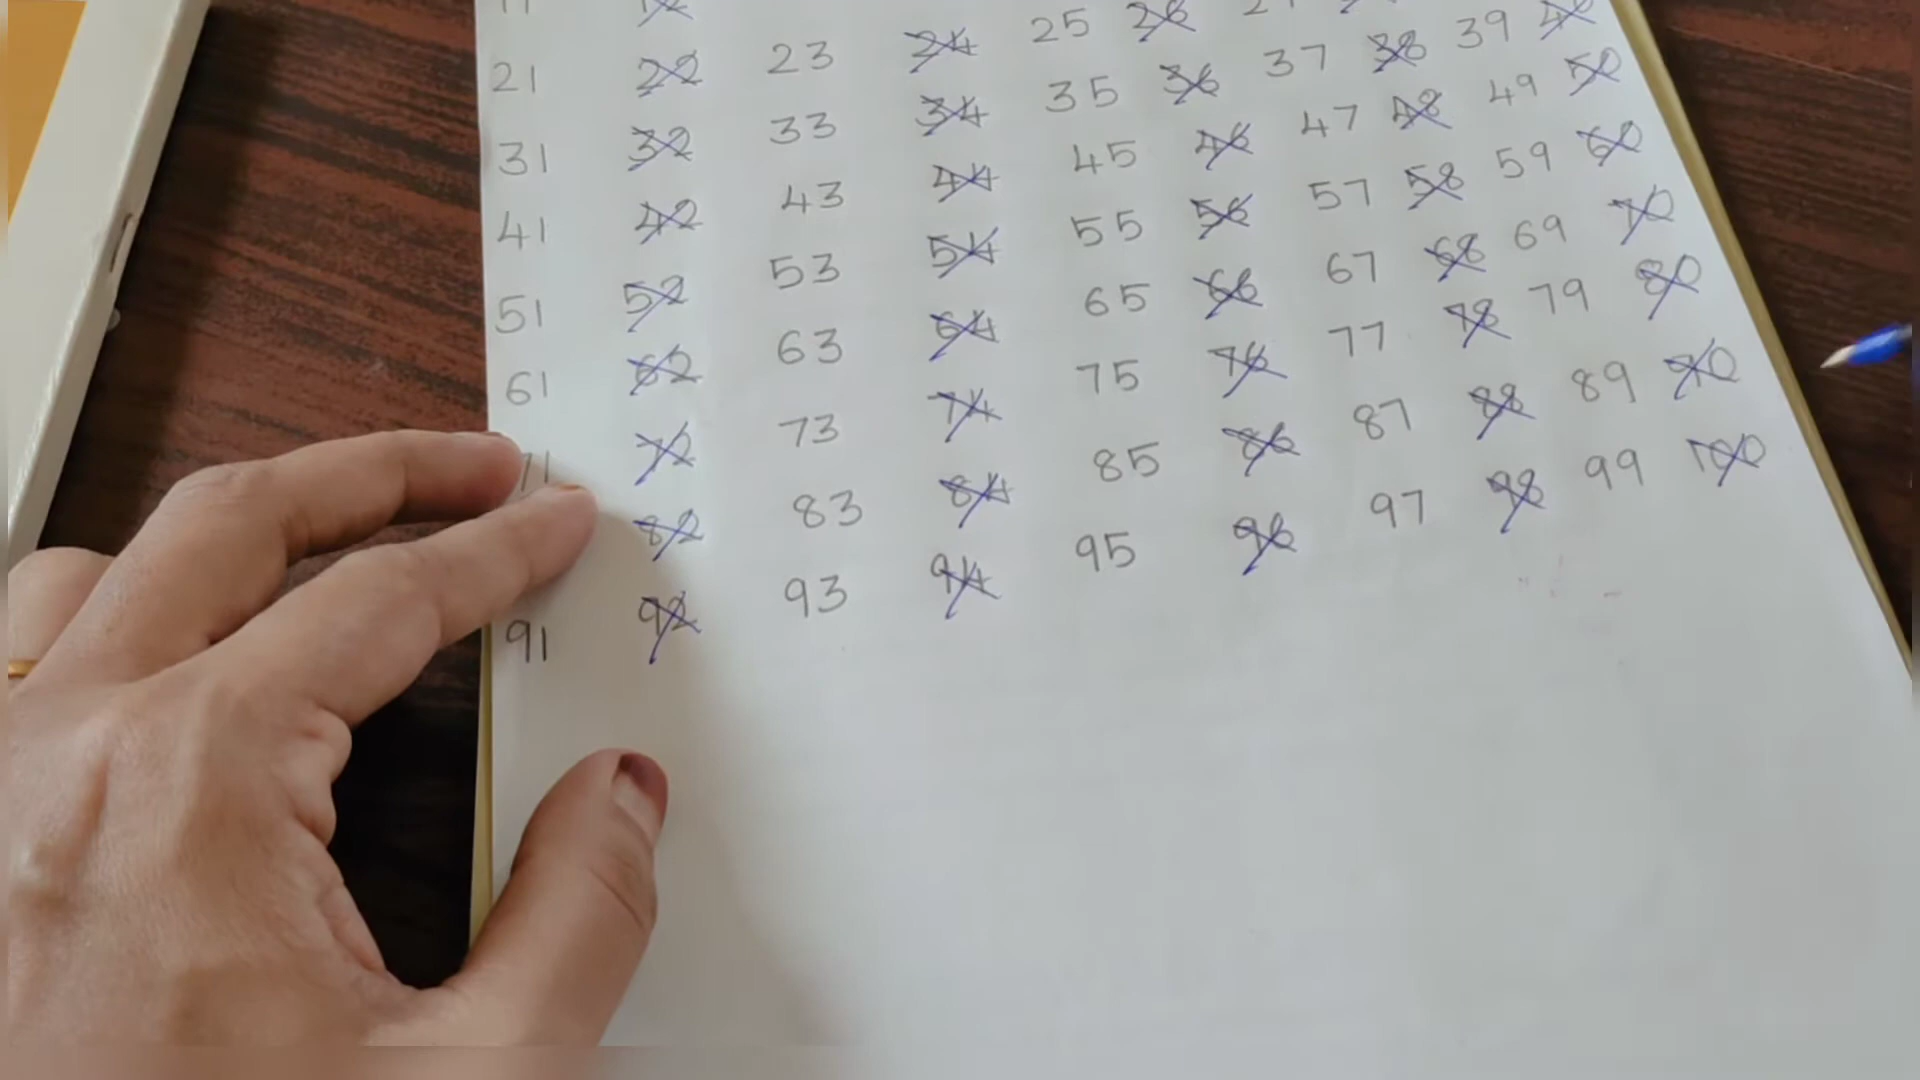 11 12
21 22 23 24 25 26
31 32 33 34 35 36 37 38 39 40
41 42 43 44 45 46 47 48 49 50
51 52 53 54 55 56 57 58 59 60
61 62 63 64 65 66 67 68 69 70
71 72 73 74 75 76 77 78 79 80
82 83 84 85 86 87 88 89 90
91 92 93 94 95 96 97 98 99 100